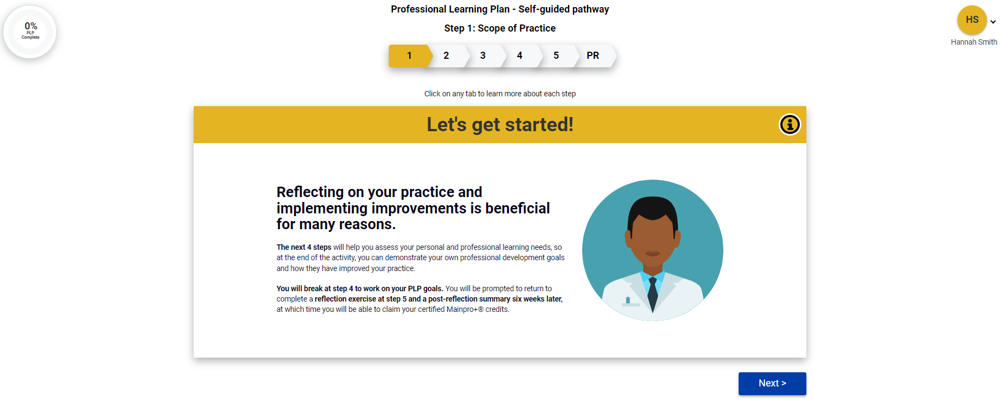 0%
PLP
Complete
Professional Learning Plan - Self-guided pathway
Step 1: Scope of Practice
HS
Hannah Smith
1 2 3 4 5 PR
Click on any tab to learn more about each step
Let's get started!
Reflecting on your practice and
implementing improvements is beneficial
for many reasons.
The next 4 steps will help you assess your personal and professional learning needs, so
at the end of the activity, you can demonstrate your own professional development goals
and how they have improved your practice.
You will break at step 4 to work on your PLP goals. You will be prompted to return to
complete a reflection exercise at step 5 and a post-reflection summary six weeks later,
at which time you will be able to claim your certified Mainpro+® credits.
Next >